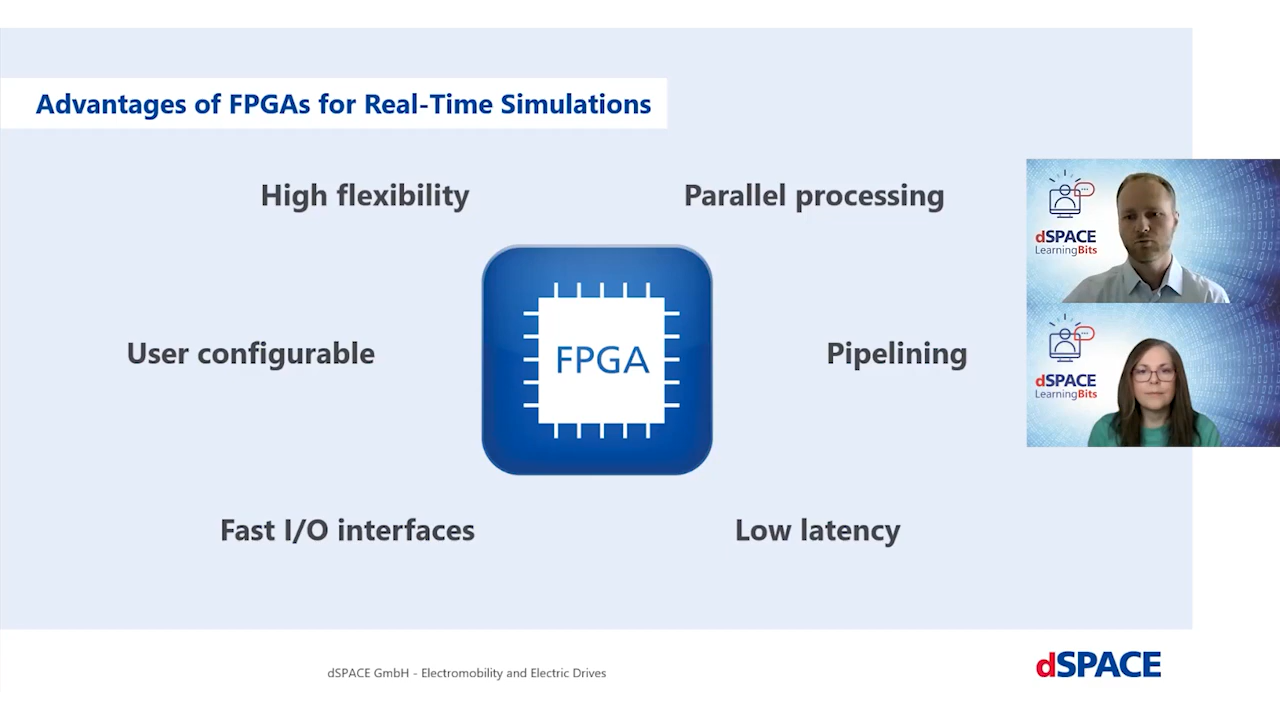 Advantages of FPGAs for Real-Time Simulations
High flexibility
Parallel processing
dSPACE
LearningBits
User configurable
FPGA
Pipelining
dSPACE
LearningBits
Fast I/O interfaces
Low latency
dSPACE GmbH - Electromobility and Electric Drives
dSPACE